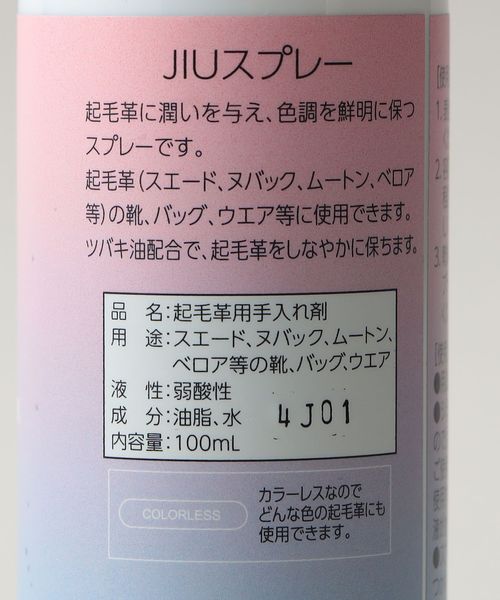 JIUスプレー
起毛革に潤いを与え、色調を鮮明に保つ
スプレーです。
起毛革(スエード、ヌバック、ムートン、ベロア
等)の靴、バッグ、ウエア等に使用できます。
ツバキ油配合で、起毛革をしなやかに保ちます。
品 名:起毛革用手入れ剤
用 途:スエード、ヌバック、ムートン、
ベロア等の靴、バッグ、ウエア
液 性:弱酸性
成 分:油脂、水 4J01
内容量:100mL
COLORLESS
カラーレスなので
どんな色の起毛革にも
使用できます。